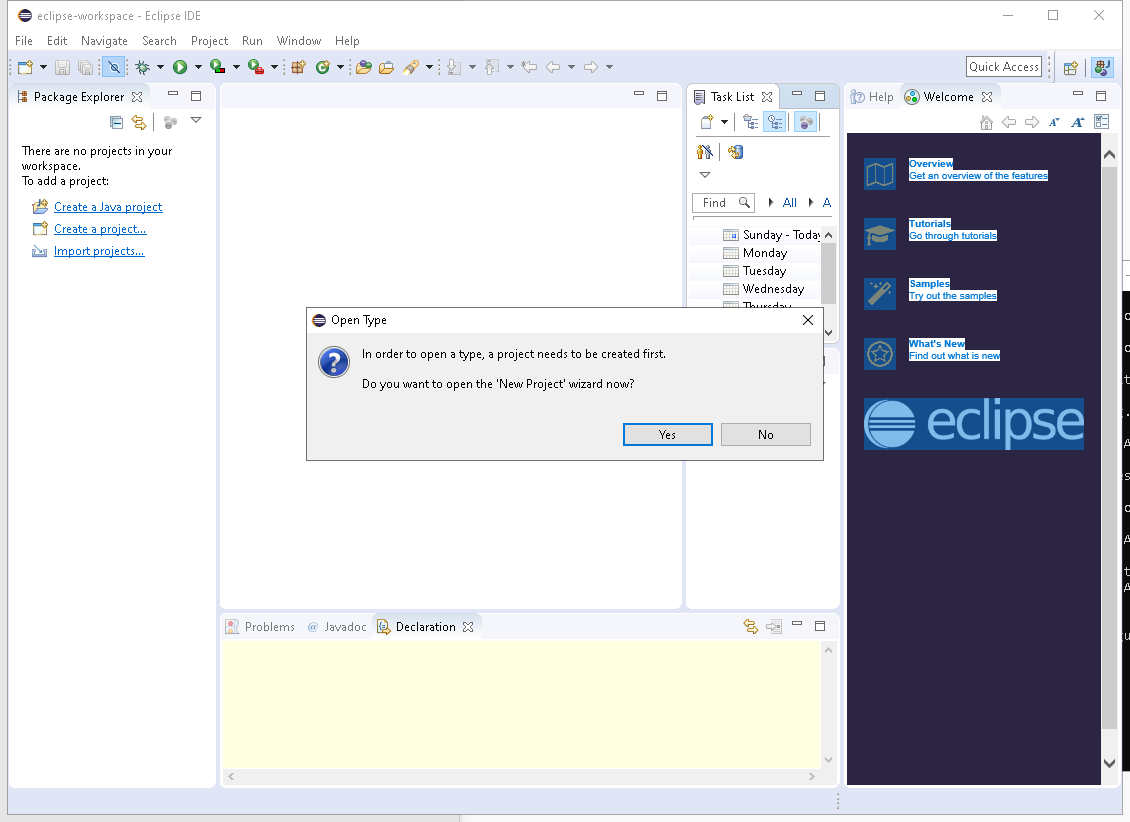 eclipse-workspace - Eclipse IDE
File Edit Navigate Search Project Run Window Help
Quick Access
Package Explorer
There are no projects in your
workspace.
To add a project:
Create a Java project
Create a project...
Import projects...
Task List
Find All A
Sunday - Today
Monday
Tuesday
Wednesday
Thursday
Help Welcome
Overview
Get an overview of the features
Tutorials
Go through tutorials
Samples
Try out the samples
What's New
Find out what is new
eclipse
Open Type
In order to open a type, a project needs to be created first.
Do you want to open the 'New Project' wizard now?
Yes No
Problems @ Javadoc Declaration